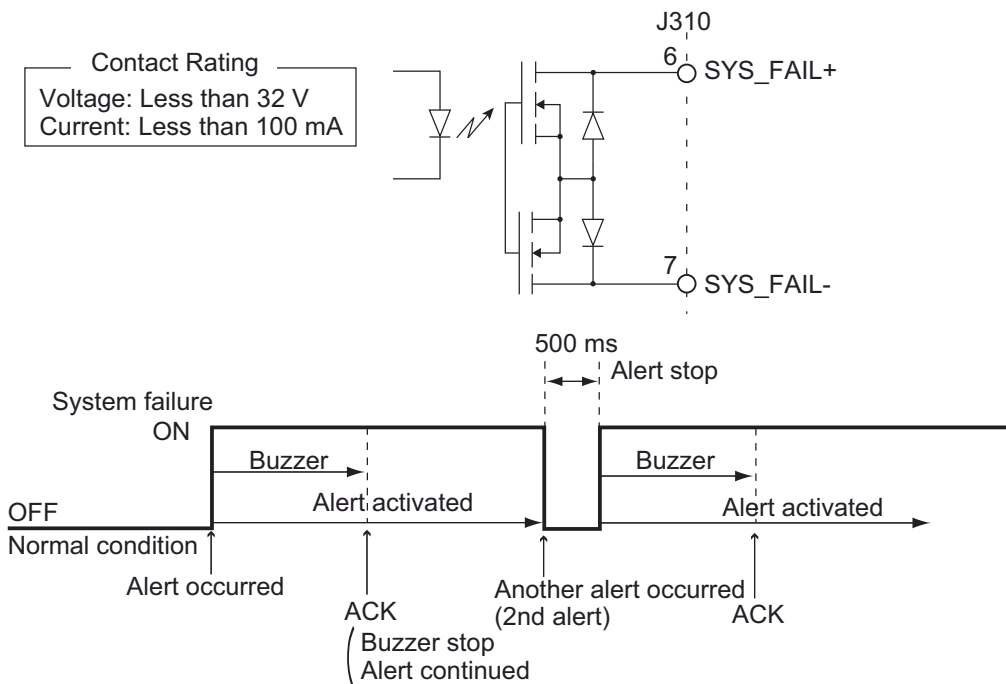 J310
Contact Rating
Voltage: Less than 32 V
Current: Less than 100 mA
6
SYS_FAIL+
7
SYS_FAIL-
500 ms
Alert stop
System failure
ON
Buzzer
Buzzer
Alert activated
Alert activated
OFF
Normal condition
Alert occurred
Another alert occurred
(2nd alert)
ACK
ACK
Buzzer stop
Alert continued